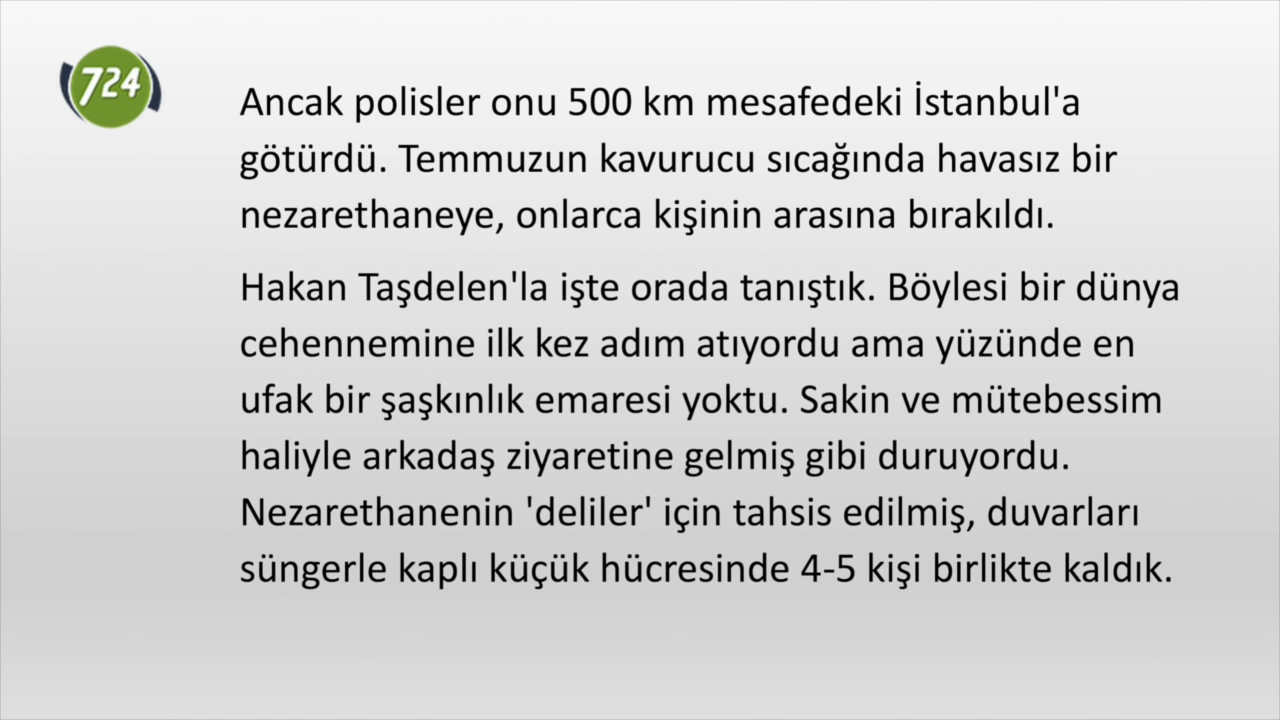 724
Ancak polisler onu 500 km mesafedeki İstanbul'a
götürdü. Temmuzun kavurucu sıcağında havasız bir
nezarethaneye, onlarca kişinin arasına bırakıldı.
Hakan Taşdelen'la işte orada tanıştık. Böylesi bir dünya
cehennemine ilk kez adım atıyordu ama yüzünde en
ufak bir şaşkınlık emaresi yoktu. Sakin ve mütebessim
haliyle arkadaş ziyaretine gelmiş gibi duruyordu.
Nezarethanenin 'deliler' için tahsis edilmiş, duvarları
süngerle kaplı küçük hücresinde 4-5 kişi birlikte kaldık.